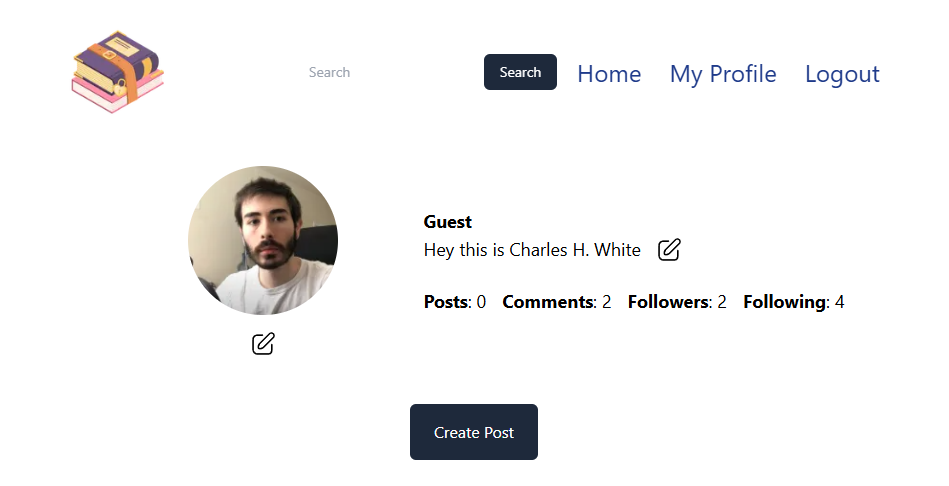 Search Search Home My Profile Logout
Guest
Hey this is Charles H. White
Posts: 0 Comments: 2 Followers: 2 Following: 4
Create Post